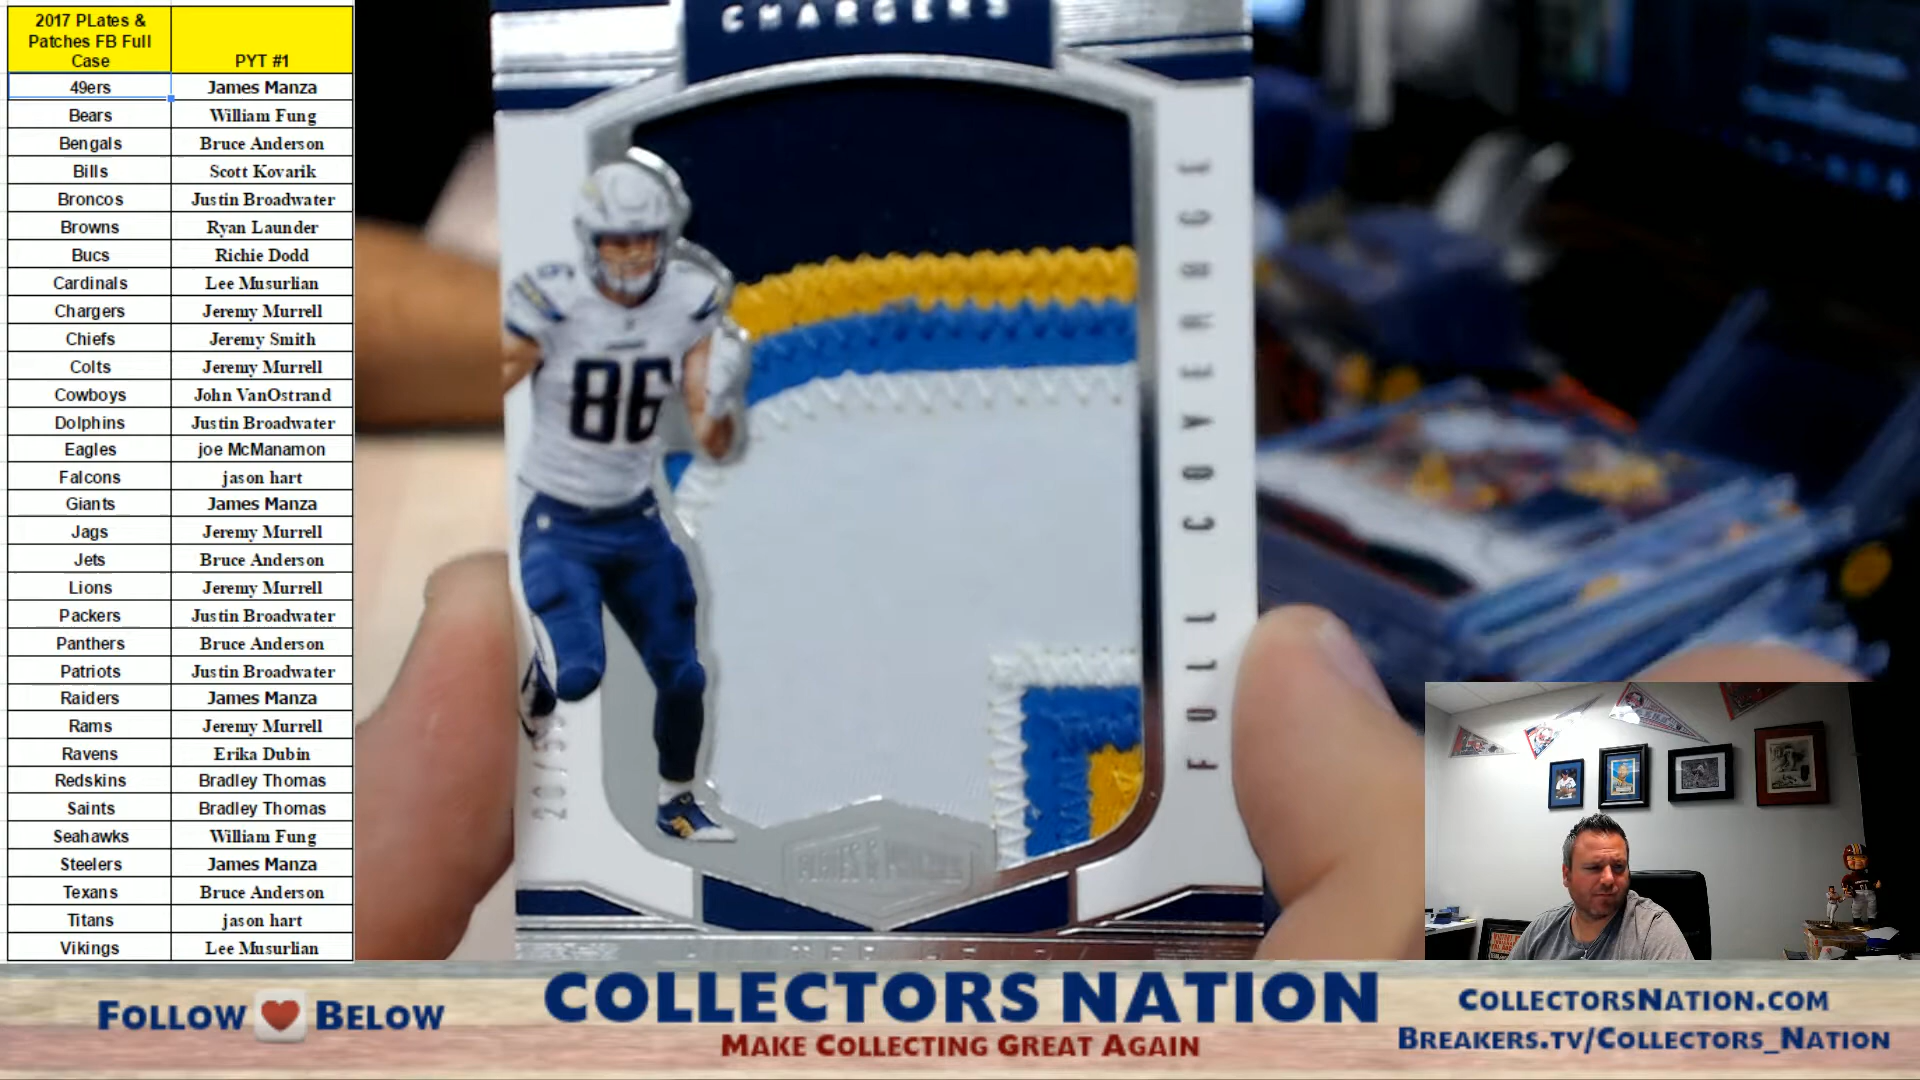 2017 PLates &
Patches FB Full
Case
PYT #1
49ers James Manza
Bears William Fung
Bengals Bruce Anderson
Bills Scott Kovarik
Broncos Justin Broadwater
Browns Ryan Launder
Bucs Richie Dodd
Cardinals Lee Musurlian
Chargers Jeremy Murrell
Chiefs Jeremy Smith
Colts Jeremy Murrell
Cowboys John VanOstrand
Dolphins Justin Broadwater
Eagles joe McManamon
Falcons jason hart
Giants James Manza
Jags Jeremy Murrell
Jets Bruce Anderson
Lions Jeremy Murrell
Packers Justin Broadwater
Panthers Bruce Anderson
Patriots Justin Broadwater
Raiders James Manza
Rams Jeremy Murrell
Ravens Erika Dubin
Redskins Bradley Thomas
Saints Bradley Thomas
Seahawks William Fung
Steelers James Manza
Texans Bruce Anderson
Titans jason hart
Vikings Lee Musurlian
CHARGERS
86
FULL COVERAGE
PLATES & PATCHES
FOLLOW BELOW
COLLECTORS NATION
MAKE COLLECTING GREAT AGAIN
COLLECTORSNATION.COM
BREAKERS.TV/COLLECTORS_NATION